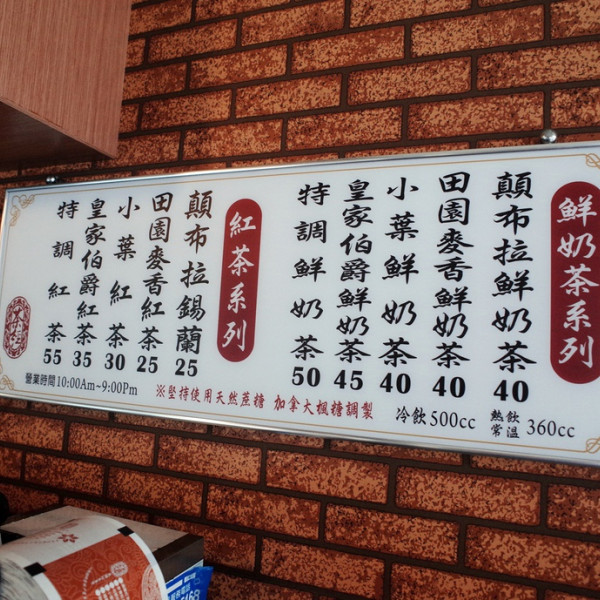 鮮奶茶系列
顛布拉鮮奶茶 40
田園麥香鮮奶茶 40
小葉鮮奶茶 40
皇家伯爵鮮奶茶 45
特調鮮奶茶 50
紅茶系列
顛布拉錫蘭 25
田園麥香紅茶 25
小葉紅茶 30
皇家伯爵紅茶 35
特調紅茶 55
營業時間10:00Am~9:00Pm
※堅持使用天然蔗糖 加拿大楓糖調製
冷飲500cc
熱飲
常溫 360cc